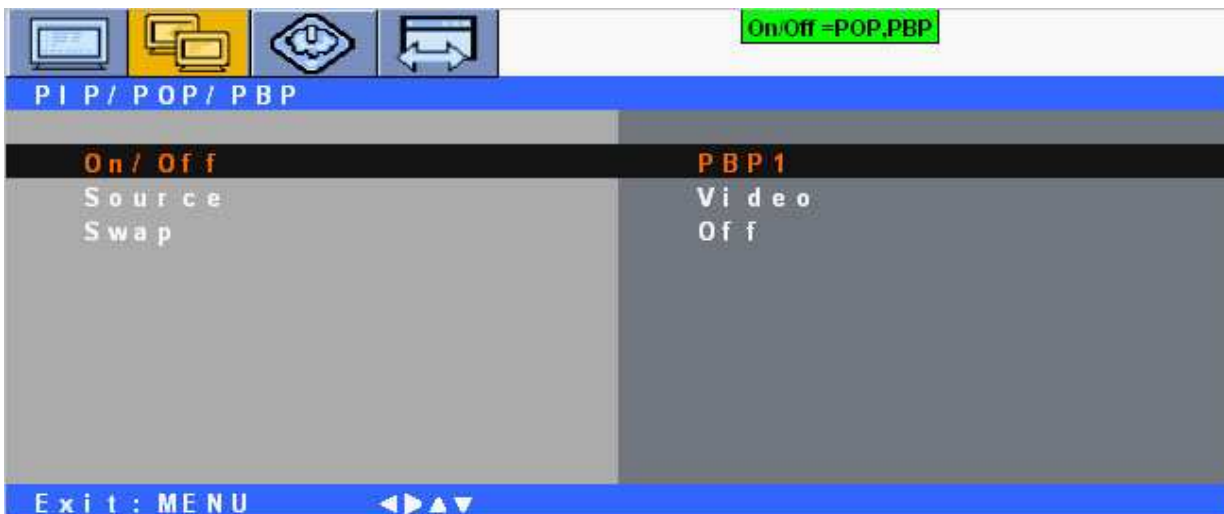 On/Off =POP,PBP
PIP/POP/PBP
On/Off PBP1
Source Video
Swap Off
Exit:MENU ◀▶▲▼